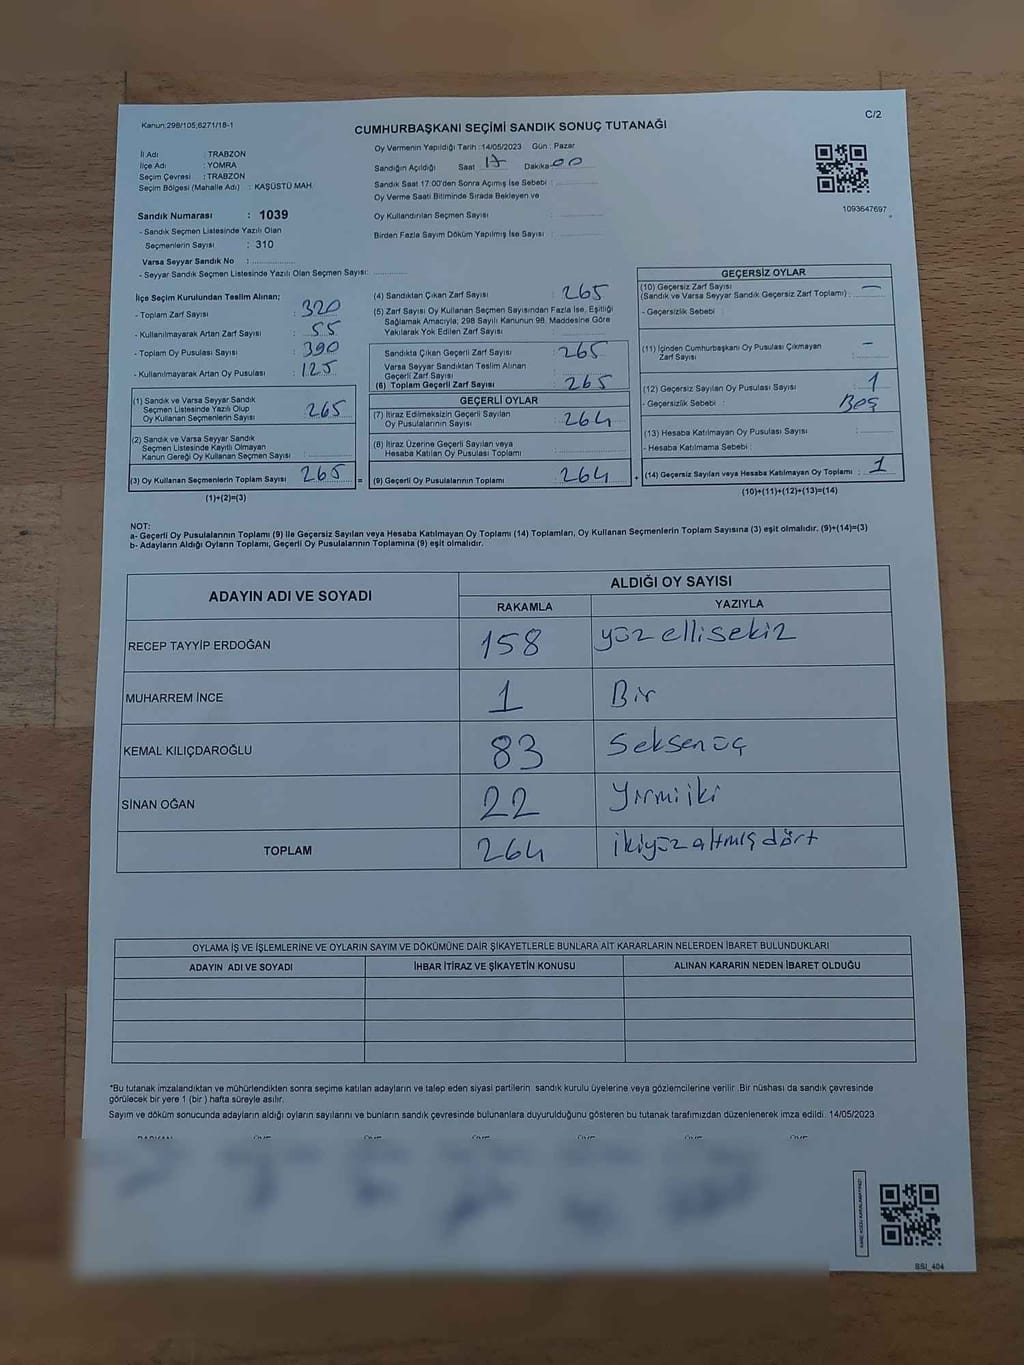 Kanun:298/105;6271/18-1
C/2
CUMHURBAŞKANI SEÇİMİ SANDIK SONUÇ TUTANAĞI
İl Adı : TRABZON
İlçe Adı : YOMRA
Seçim Çevresi : TRABZON
Seçim Bölgesi (Mahalle Adı) : KAŞÜSTÜ MAH.
Oy Vermenin Yapıldığı Tarih : 14/05/2023 Gün : Pazar
Sandığın Açıldığı Saat 17 Dakika 00
Sandık Saat 17:00'den Sonra Açımış İse Sebebi :
Oy Verme Saati Bitiminde Sırada Bekleyen ve
Oy Kullandırılan Seçmen Sayısı :
Birden Fazla Sayım Döküm Yapılmış İse Sayısı :
1093647697
Sandık Numarası : 1039
- Sandık Seçmen Listesinde Yazılı Olan
Seçmenlerin Sayısı : 310
Varsa Seyyar Sandık No :
- Seyyar Sandık Seçmen Listesinde Yazılı Olan Seçmen Sayısı:
İlçe Seçim Kurulundan Teslim Alınan;
- Toplam Zarf Sayısı : 320
- Kullanılmayarak Artan Zarf Sayısı : 55
- Toplam Oy Pusulası Sayısı : 390
- Kullanılmayarak Artan Oy Pusulası : 125
(1) Sandık ve Varsa Seyyar Sandık
Seçmen Listesinde Yazılı Olup
Oy Kullanan Seçmenlerin Sayısı : 265
(2) Sandık ve Varsa Seyyar Sandık
Seçmen Listesinde Kayıtlı Olmayan
Kanun Gereği Oy Kullanan Seçmen Sayısı :
(3) Oy Kullanan Seçmenlerin Toplam Sayısı : 265
(1)+(2)=(3)
(4) Sandıktan Çıkan Zarf Sayısı : 265
(5) Zarf Sayısı Oy Kullanan Seçmen Sayısından Fazla İse, Eşitliği
Sağlamak Amacıyla; 298 Sayılı Kanunun 98. Maddesine Göre
Yakılarak Yok Edilen Zarf Sayısı :
Sandıkta Çıkan Geçerli Zarf Sayısı : 265
Varsa Seyyar Sandıktan Teslim Alınan
Geçerli Zarf Sayısı
(6) Toplam Geçerli Zarf Sayısı : 265
GEÇERLİ OYLAR
(7) İtiraz Edilmeksizin Geçerli Sayılan
Oy Pusulasının Sayısı : 264
(8) İtiraz Üzerine Geçerli Sayılan veya
Hesaba Katılan Oy Pusulası Toplamı :
= (9) Geçerli Oy Pusulalarının Toplamı : 264
GEÇERSİZ OYLAR
(10) Geçersiz Zarf Sayısı
(Sandık ve Varsa Seyyar Sandık Geçersiz Zarf Toplamı) : —
- Geçersizlik Sebebi :
(11) İçinden Cumhurbaşkanı Oy Pusulası Çıkmayan
Zarf Sayısı : –
(12) Geçersiz Sayılan Oy Pusulası Sayısı : 1
- Geçersizlik Sebebi : Boş
(13) Hesaba Katılmayan Oy Pusulası Sayısı :
- Hesaba Katılmama Sebebi :
+ (14) Geçersiz Sayılan veya Hesaba Katılmayan Oy Toplamı : 1
(10)+(11)+(12)+(13)=(14)
NOT:
a- Geçerli Oy Pusulalarının Toplamı (9) ile Geçersiz Sayılan veya Hesaba Katılmayan Oy Toplamı (14) Toplamları, Oy Kullanan Seçmenlerin Toplam Sayısına (3) eşit olmalıdır. (9)+(14)=(3)
b- Adayların Aldığı Oyların Toplamı, Geçerli Oy Pusulalarının Toplamına (9) eşit olmalıdır.
ADAYIN ADI VE SOYADI
ALDIĞI OY SAYISI
RAKAMLA YAZIYLA
RECEP TAYYİP ERDOĞAN 158 yüz ellisekiz
MUHARREM İNCE 1 Bir
KEMAL KILIÇDAROĞLU 83 Seksenüç
SİNAN OĞAN 22 Yirmiiki
TOPLAM 264 ikiyüz altmış dört
OYLAMA İŞ VE İŞLEMLERİNE VE OYLARIN SAYIM VE DÖKÜMÜNE DAİR ŞİKAYETLERLE BUNLARA AİT KARARLARIN NELERDEN İBARET BULUNDUKLARI
ADAYIN ADI VE SOYADI İHBAR İTİRAZ VE ŞİKAYETİN KONUSU ALINAN KARARIN NEDEN İBARET OLDUĞU
*Bu tutanak imzalandıktan ve mühürlendikten sonra seçime katılan adayların ve talep eden siyasi partilerin sandık kurulu üyelerine veya gözlemcilerine verilir .Bir nüshası da sandık çevresinde
görülecek bir yere 1 (bir ) hafta süreyle asılır.
Sayım ve döküm sonucunda adayların aldığı oyların sayılarını ve bunların sandık çevresinde bulunanlara duyurulduğunu gösteren bu tutanak tarafımızdan düzenlenerek imza edildi. 14/05/2023
BAŞKAN ÜYE ÜYE ÜYE ÜYE ÜYE ÜYE
BSI_404